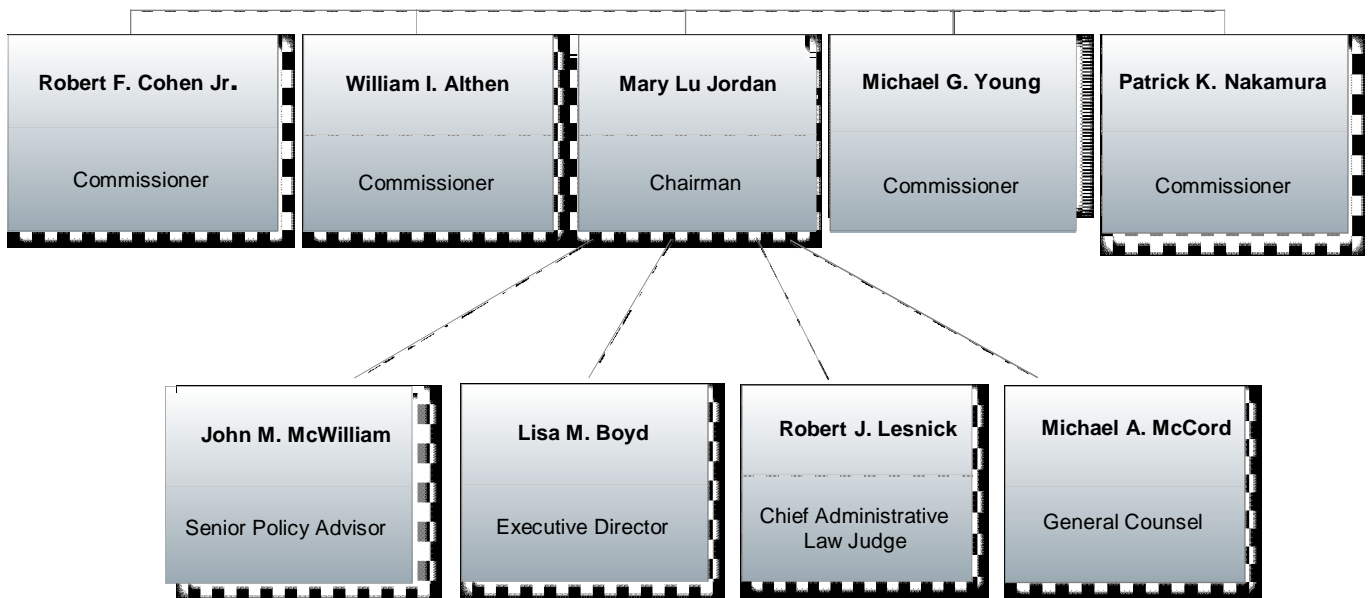 Robert F. Cohen Jr.
Commissioner
William I. Althen
Commissioner
Mary Lu Jordan
Chairman
Michael G. Young
Commissioner
Patrick K. Nakamura
Commissioner
John M. McWilliam
Senior Policy Advisor
Lisa M. Boyd
Executive Director
Robert J. Lesnick
Chief Administrative
Law Judge
Michael A. McCord
General Counsel